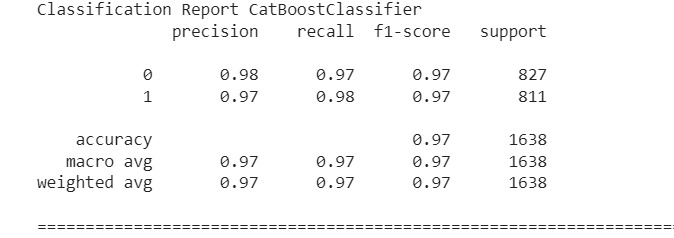 Classification Report CatBoostClassifier
precision recall f1-score support
0 0.98 0.97 0.97 827
1 0.97 0.98 0.97 811
accuracy 0.97 1638
macro avg 0.97 0.97 0.97 1638
weighted avg 0.97 0.97 0.97 1638
======================================================================